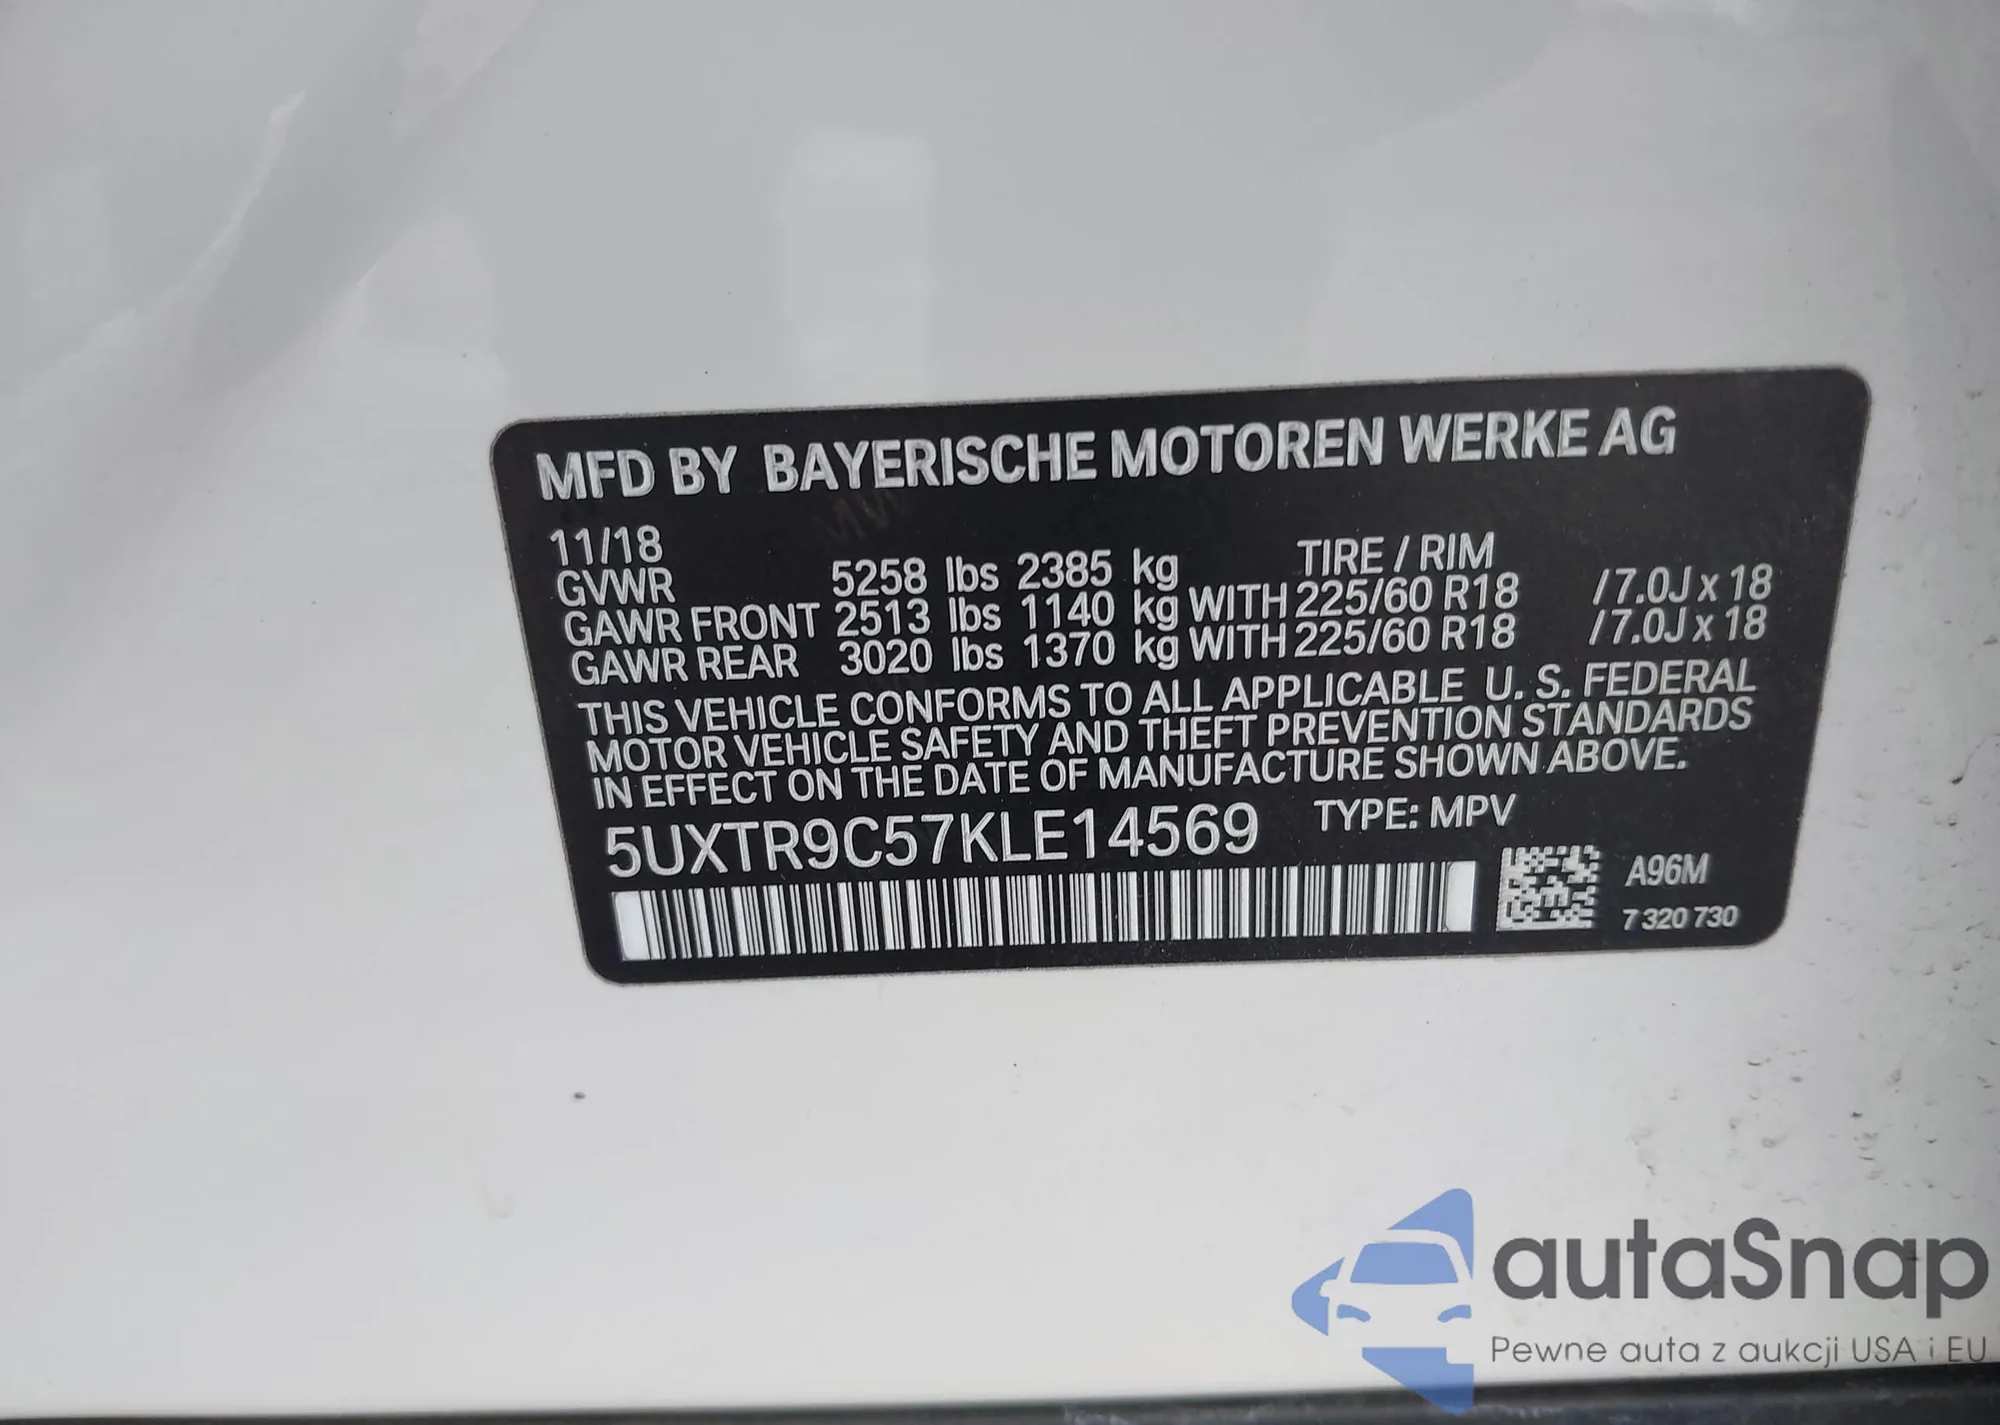 MFD BY BAYERISCHE MOTOREN WERKE AG
11/18 TIRE / RIM
GVWR 5258 lbs 2385 kg
GAWR FRONT 2513 lbs 1140 kg WITH 225/60 R18 /7.0J x 18
GAWR REAR 3020 lbs 1370 kg WITH 225/60 R18 /7.0J x 18
THIS VEHICLE CONFORMS TO ALL APPLICABLE U. S. FEDERAL
MOTOR VEHICLE SAFETY AND THEFT PREVENTION STANDARDS
IN EFFECT ON THE DATE OF MANUFACTURE SHOWN ABOVE.
5UXTR9C57KLE14569 TYPE: MPV
A96M
7 320 730
autaSnap
Pewne auta z aukcji USA i EU